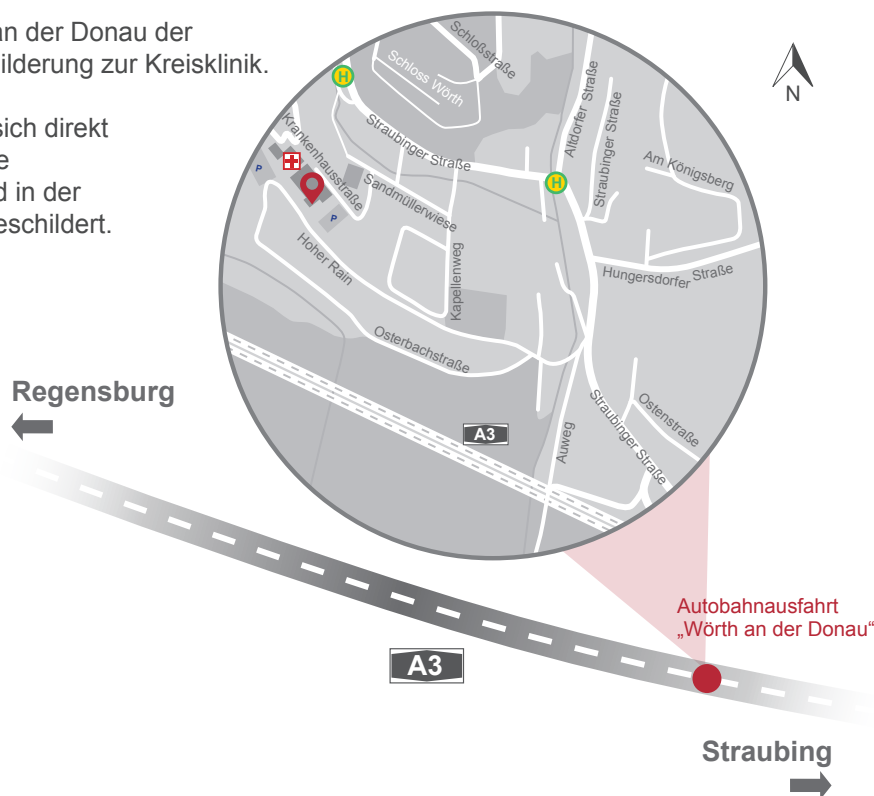 an der Donau der
ilderung zur Kreisklinik.
sich direkt
e
d in der
eschildert.
N
H
Schloßstraße
Schloss Wörth
Straubinger Straße
Altdorfer Straße
Straubinger Straße
Am Königsberg
H
Krankenhausstraße
P
P
Sandmüllerwiese
Hoher Rain
Kapellenweg
Hungersdorfer Straße
Osterbachstraße
A3
Auweg
Straubinger Straße
Ostenstraße
Regensburg
Autobahnausfahrt
„Wörth an der Donau“
A3
Straubing